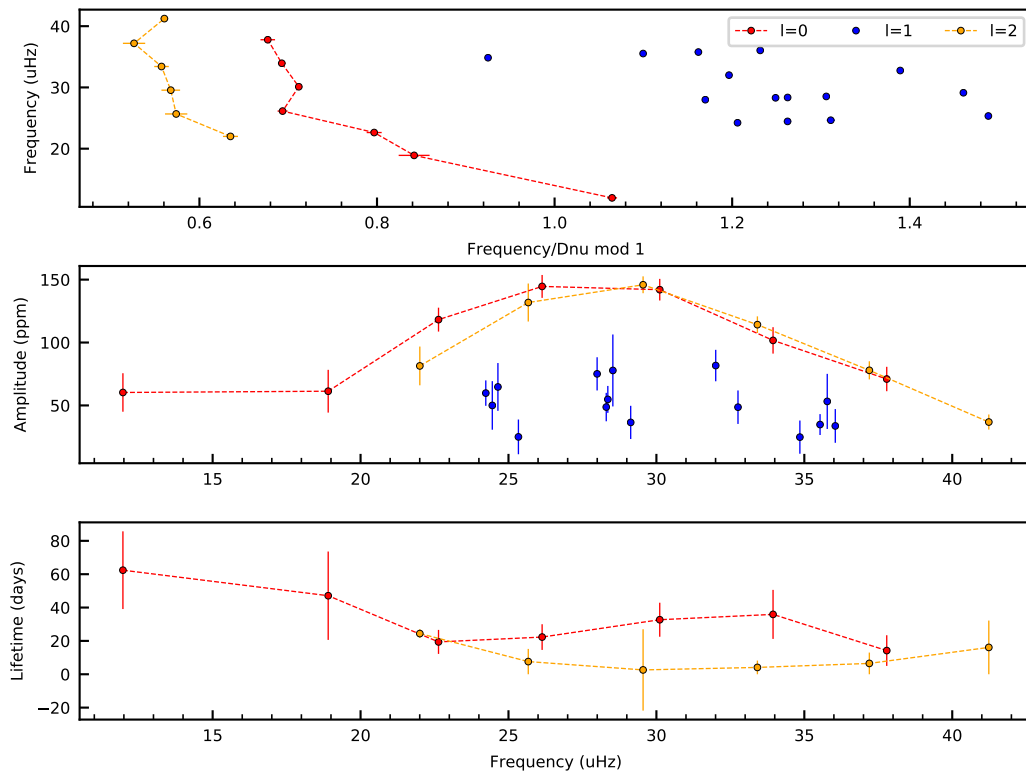 l=0 l=1 l=2
40
30
20
Frequency (uHz)
0.6 0.8 1.0 1.2 1.4
Frequency/Dnu mod 1
150
100
50
Amplitude (ppm)
15 20 25 30 35 40
80
60
40
20
0
−20
Lifetime (days)
15 20 25 30 35 40
Frequency (uHz)